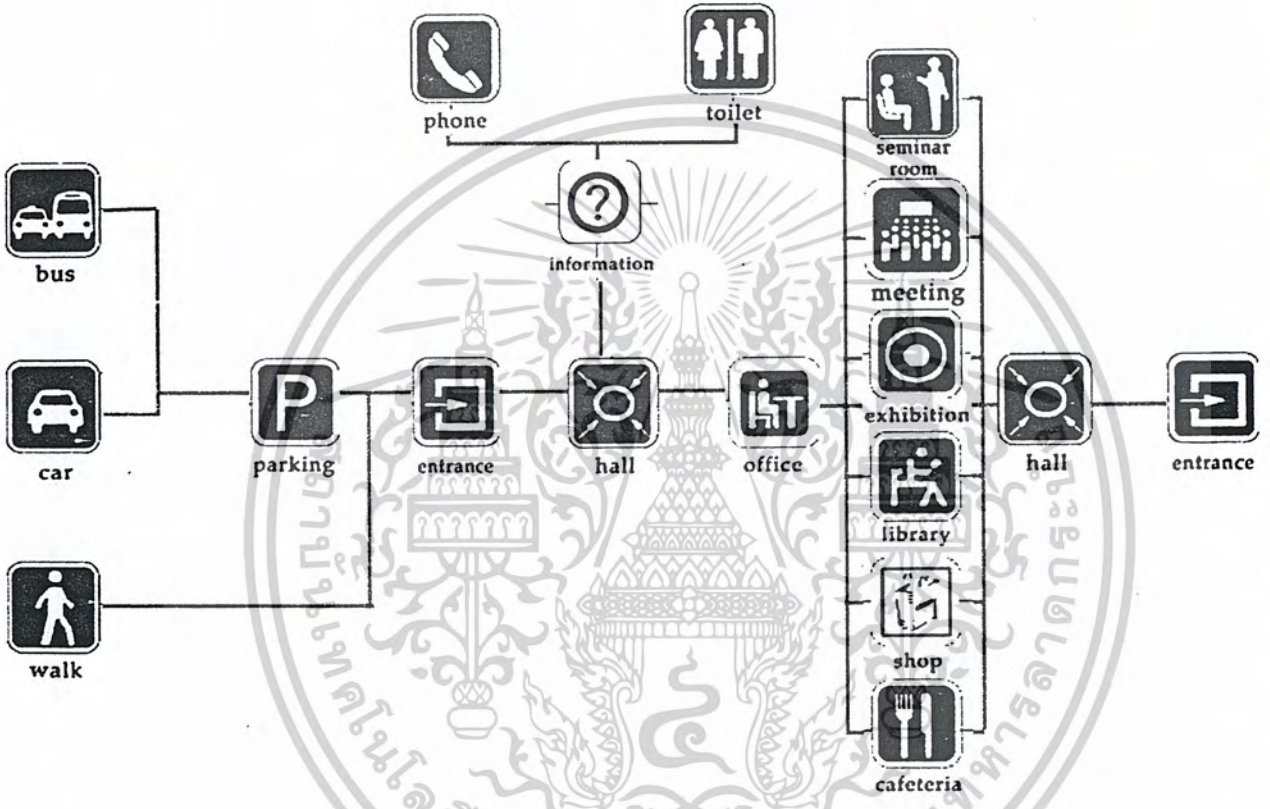 phone
toilet
seminar
room
bus
information
meeting
P
car
parking
entrance
hall
office
exhibition
hall
entrance
library
walk
shop
cafeteria
?